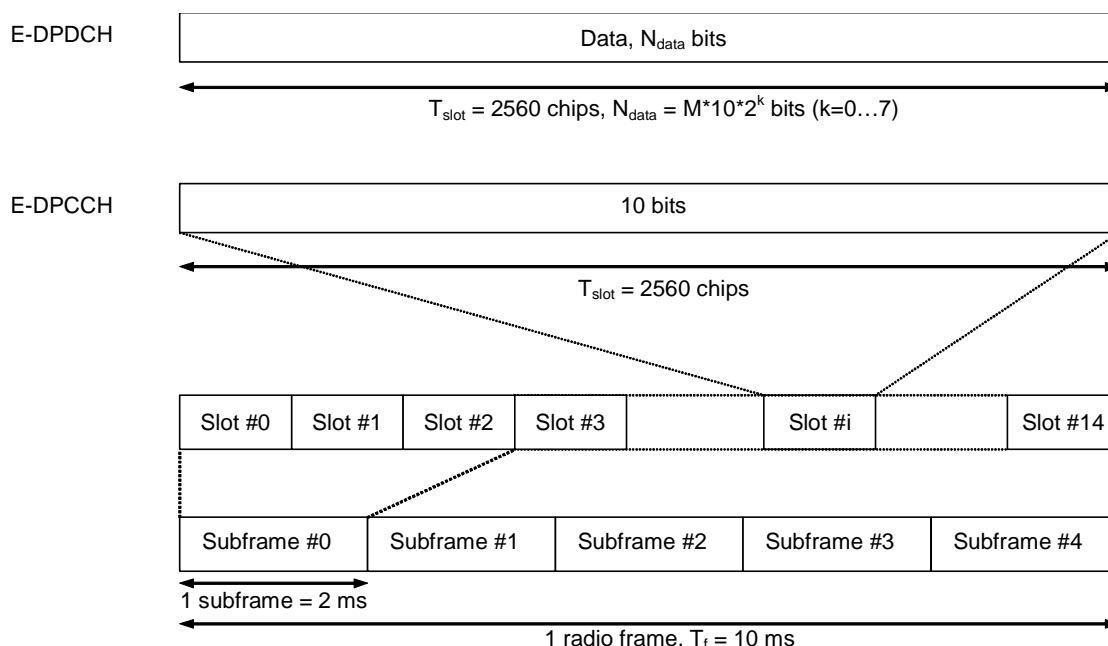 E-DPDCH
Data, Ndata bits
Tslot = 2560 chips, Ndata = M*10*2^k bits (k=0…7)
E-DPCCH
10 bits
Tslot = 2560 chips
Slot #0 Slot #1 Slot #2 Slot #3 Slot #i Slot #14
Subframe #0 Subframe #1 Subframe #2 Subframe #3 Subframe #4
1 subframe = 2 ms
1 radio frame, Tf = 10 ms